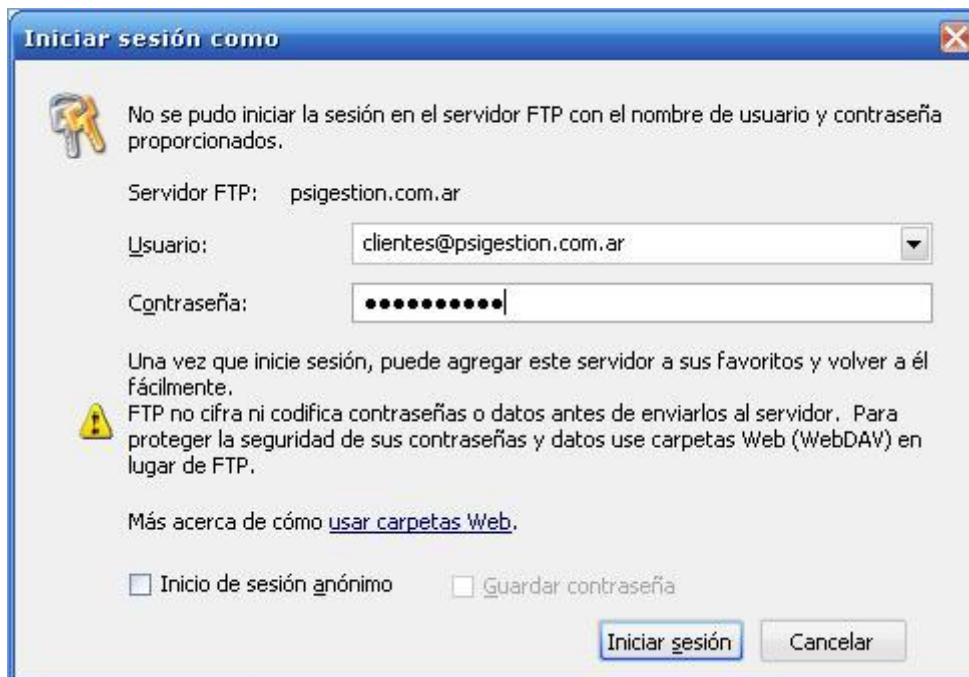 Iniciar sesión como
No se pudo iniciar la sesión en el servidor FTP con el nombre de usuario y contraseña
proporcionados.
Servidor FTP: psigestion.com.ar
Usuario: clientes@psigestion.com.ar
Contraseña: ●●●●●●●●●●
Una vez que inicie sesión, puede agregar este servidor a sus favoritos y volver a él
fácilmente.
FTP no cifra ni codifica contraseñas o datos antes de enviarlos al servidor. Para
proteger la seguridad de sus contraseñas y datos use carpetas Web (WebDAV) en
lugar de FTP.
Más acerca de cómo usar carpetas Web.
Inicio de sesión anónimo Guardar contraseña
Iniciar sesión Cancelar